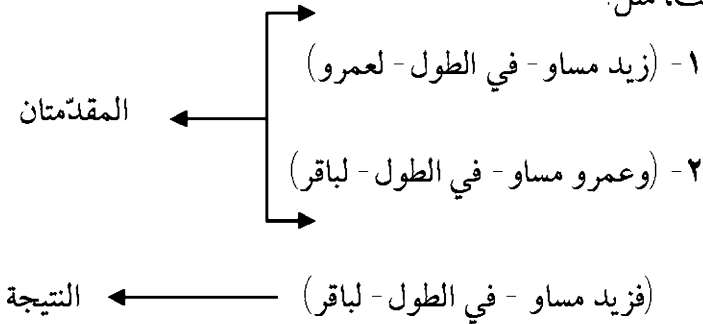 مثل:
١- (زيد مساو - في الطول - لعمرو)
المقدّمتان
٢- (وعمرو مساو - في الطول - لباقر)
(فزيد مساو - في الطول - لباقر) النتيجة